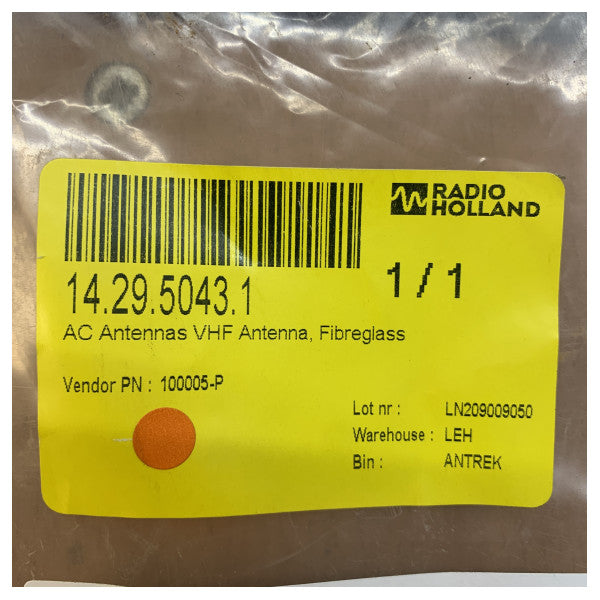 RADIO
HOLLAND
1 / 1
14.29.5043.1
AC Antennas VHF Antenna, Fibreglass
Vendor PN : 100005-P
Lot nr : LN209009050
Warehouse : LEH
Bin : ANTREK